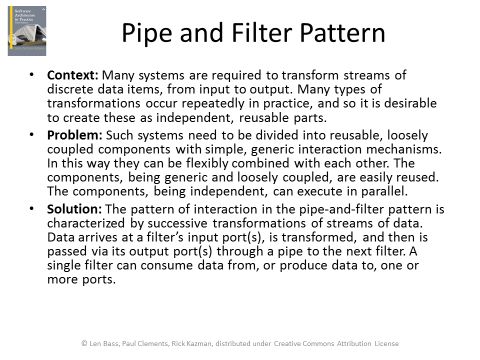 Pipe and Filter Pattern
• Context: Many systems are required to transform streams of
discrete data items, from input to output. Many types of
transformations occur repeatedly in practice, and so it is desirable
to create these as independent, reusable parts.
• Problem: Such systems need to be divided into reusable, loosely
coupled components with simple, generic interaction mechanisms.
In this way they can be flexibly combined with each other. The
components, being generic and loosely coupled, are easily reused.
The components, being independent, can execute in parallel.
• Solution: The pattern of interaction in the pipe-and-filter pattern is
characterized by successive transformations of streams of data.
Data arrives at a filter’s input port(s), is transformed, and then is
passed via its output port(s) through a pipe to the next filter. A
single filter can consume data from, or produce data to, one or
more ports.
© Len Bass, Paul Clements, Rick Kazman, distributed under Creative Commons Attribution License